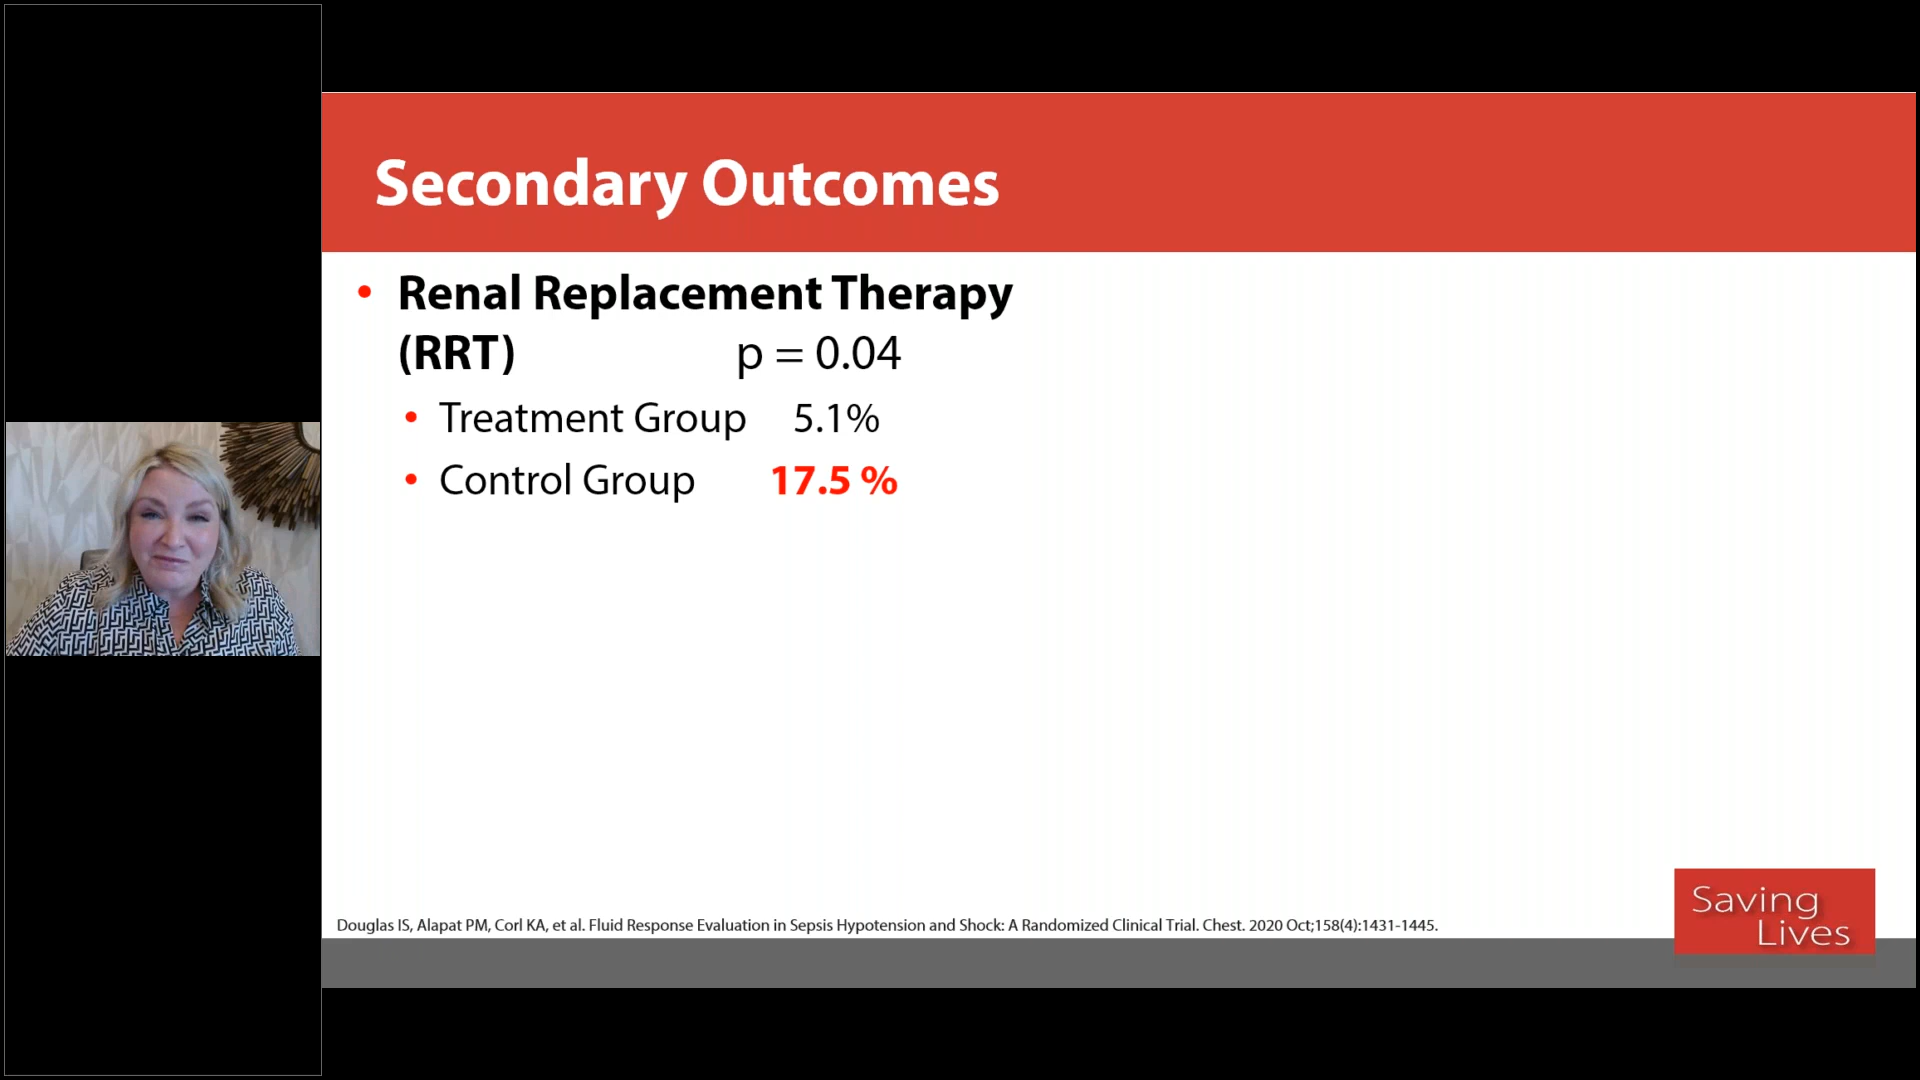 Secondary Outcomes
• Renal Replacement Therapy
(RRT) p = 0.04
• Treatment Group 5.1%
• Control Group 17.5 %
Douglas IS, Alapat PM, Corl KA, et al. Fluid Response Evaluation in Sepsis Hypotension and Shock: A Randomized Clinical Trial. Chest. 2020 Oct;158(4):1431-1445.
Saving
Lives